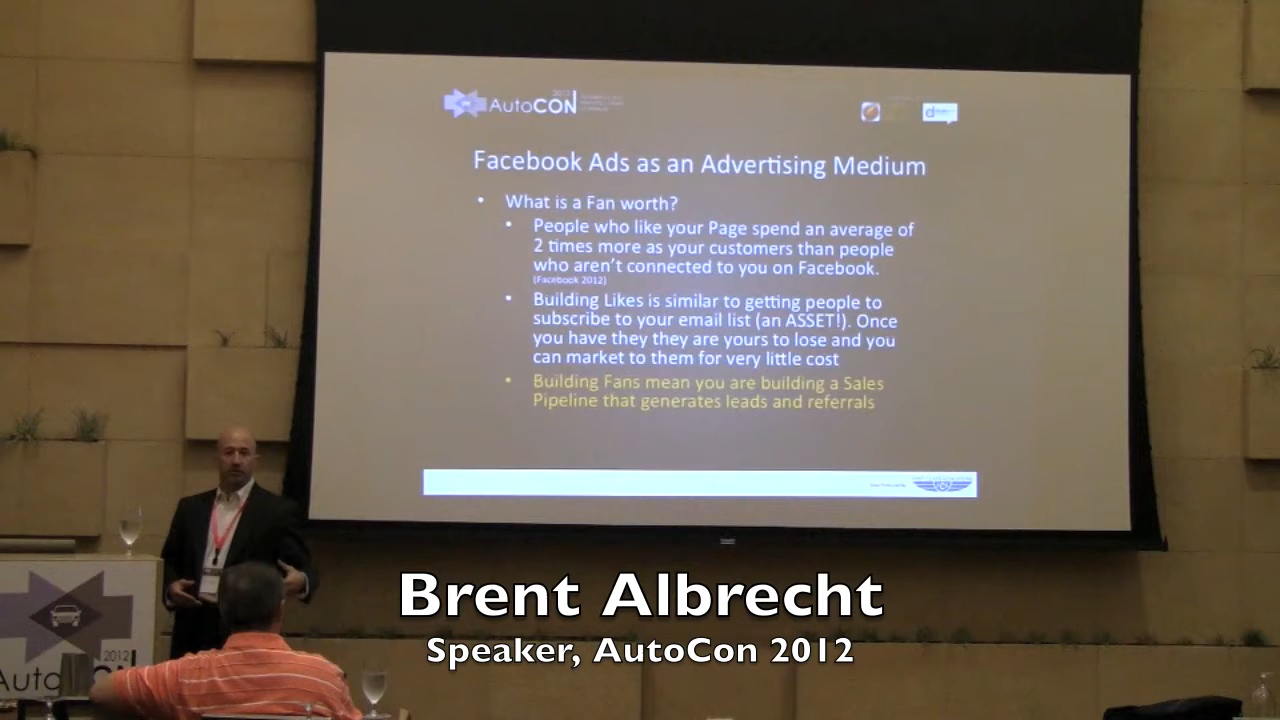 2012
AutoCON
Facebook Ads as an Advertising Medium
• What is a Fan worth?
• People who like your Page spend an average of
2 times more as your customers than people
who aren't connected to you on Facebook.
(Facebook 2012)
• Building Likes is similar to getting people to
subscribe to your email list (an ASSET!). Once
you have they they are yours to lose and you
can market to them for very little cost
• Building Fans mean you are building a Sales
Pipeline that generates leads and referrals
Brent Albrecht
Speaker, AutoCon 2012
2012
AutoCON